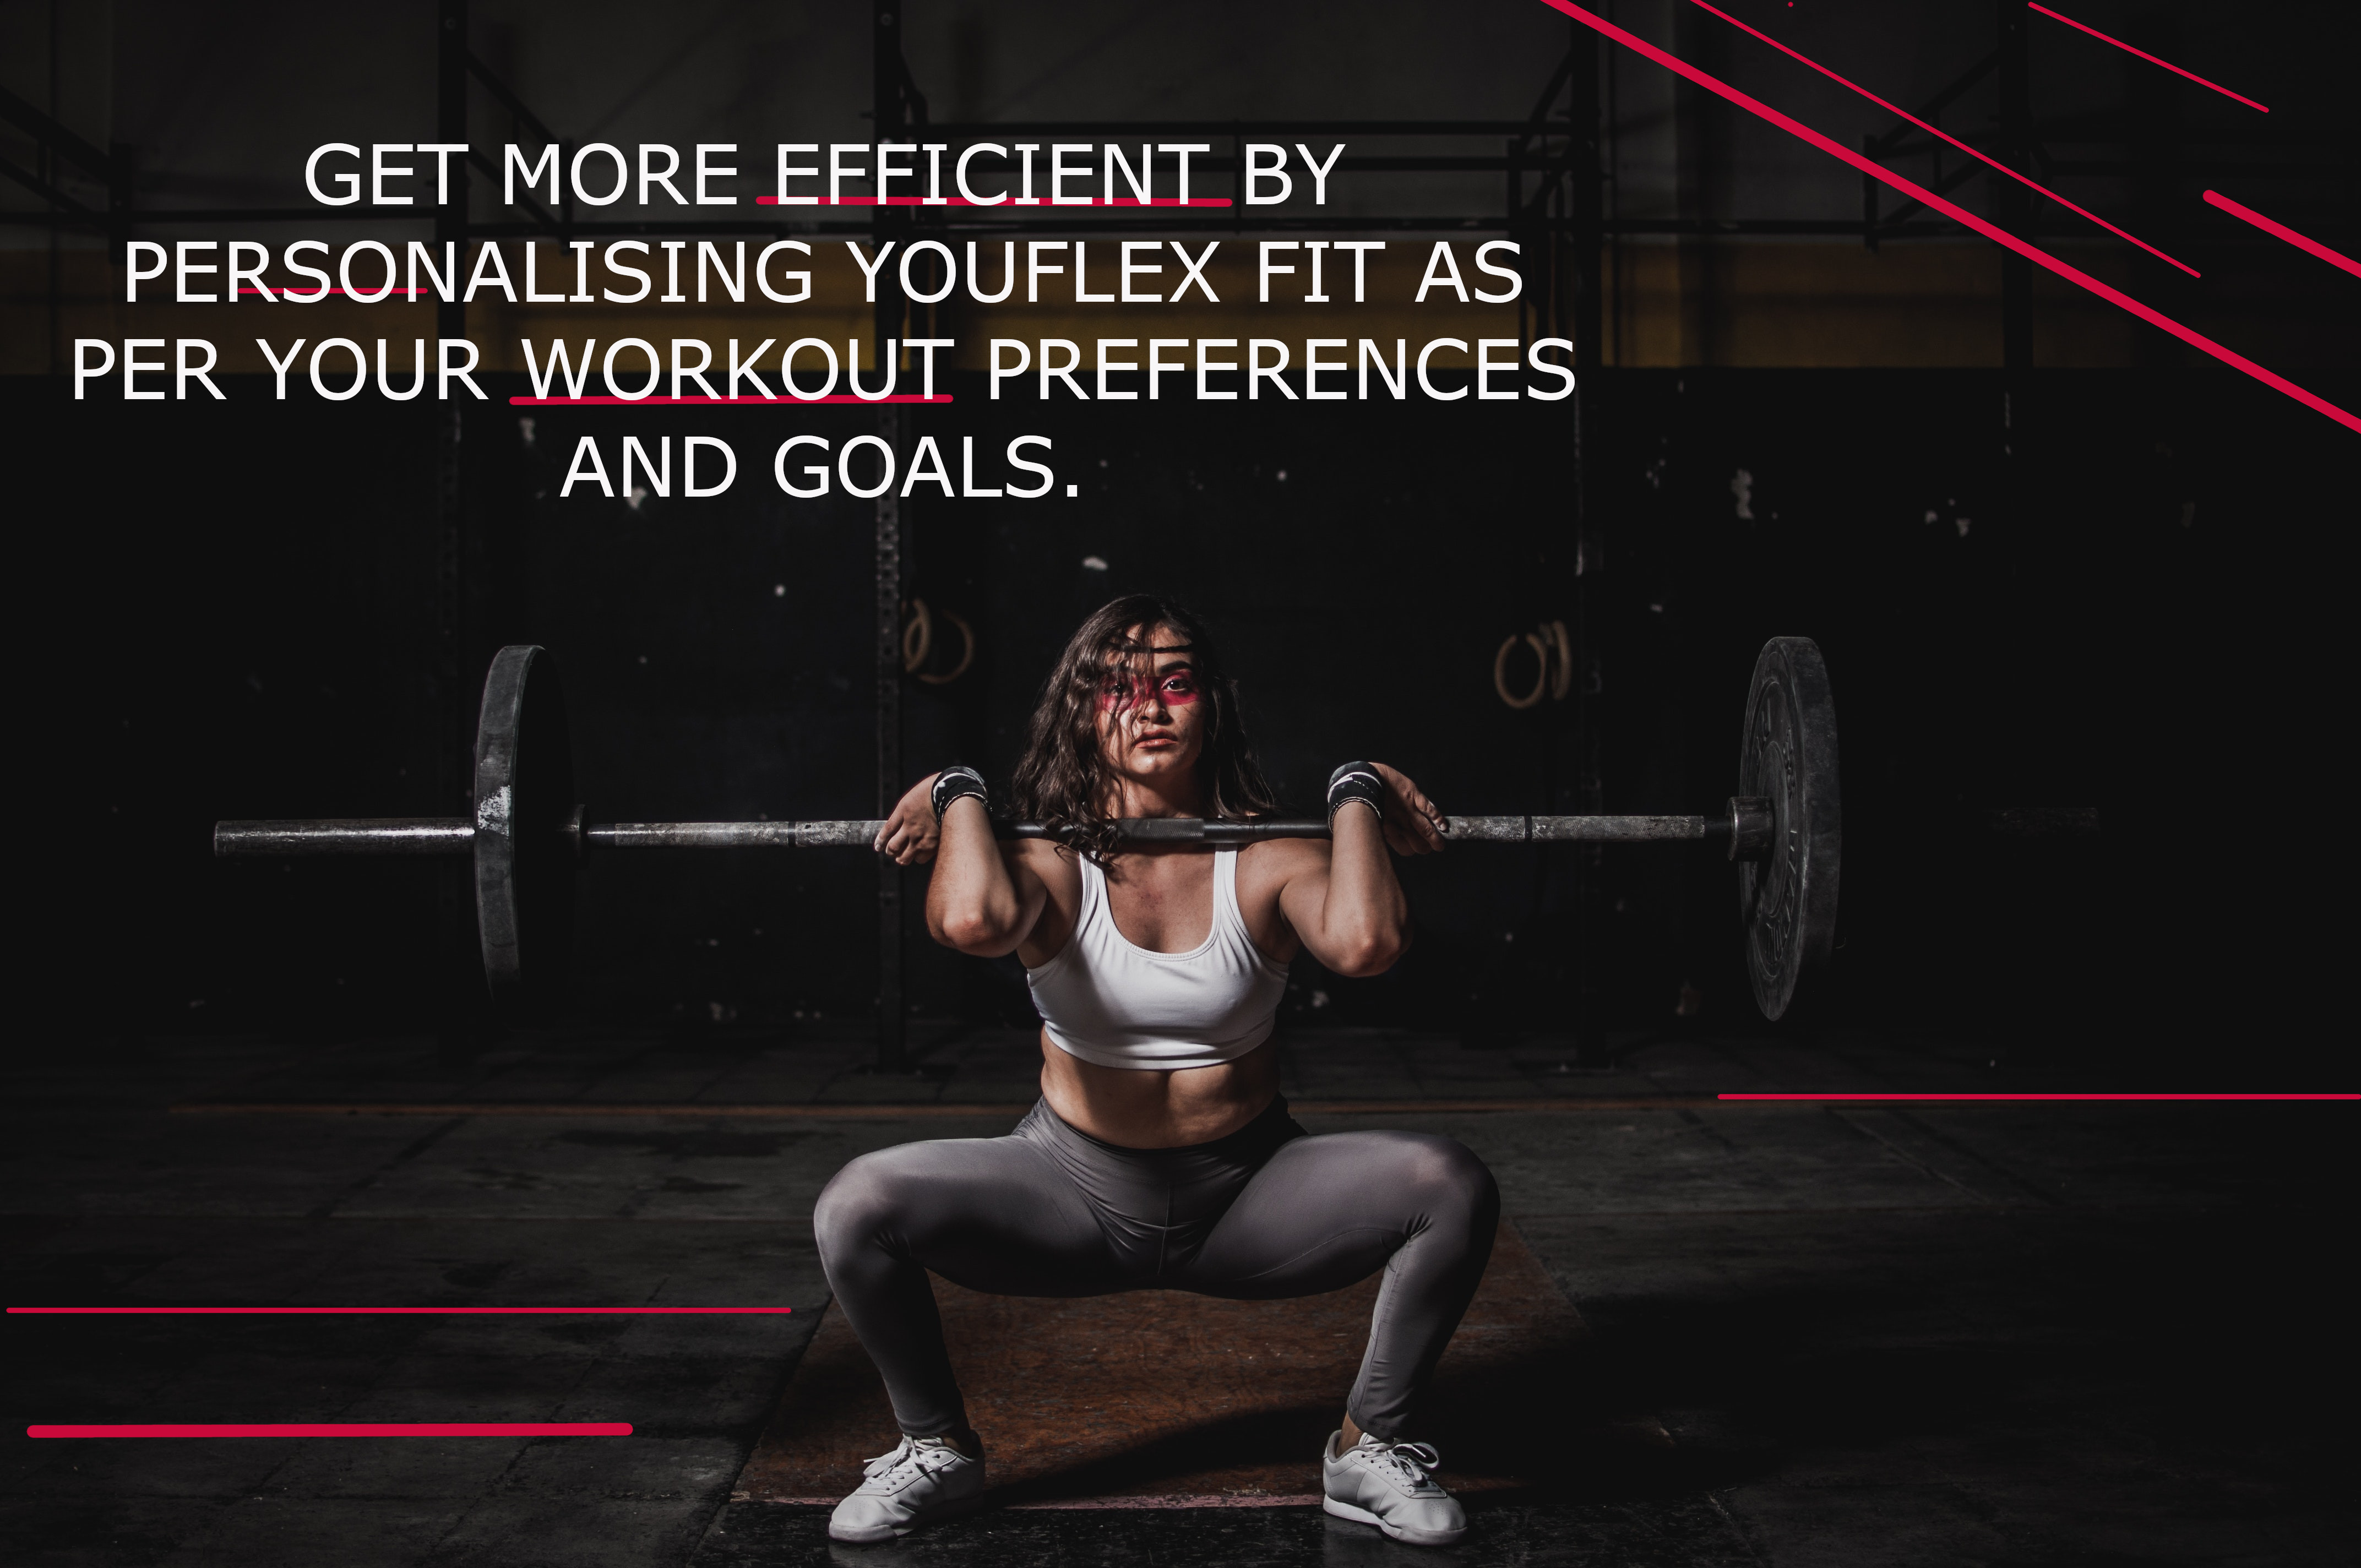 GET MORE EFFICIENT BY
PERSONALISING YOUFLEX FIT AS
PER YOUR WORKOUT PREFERENCES
AND GOALS.